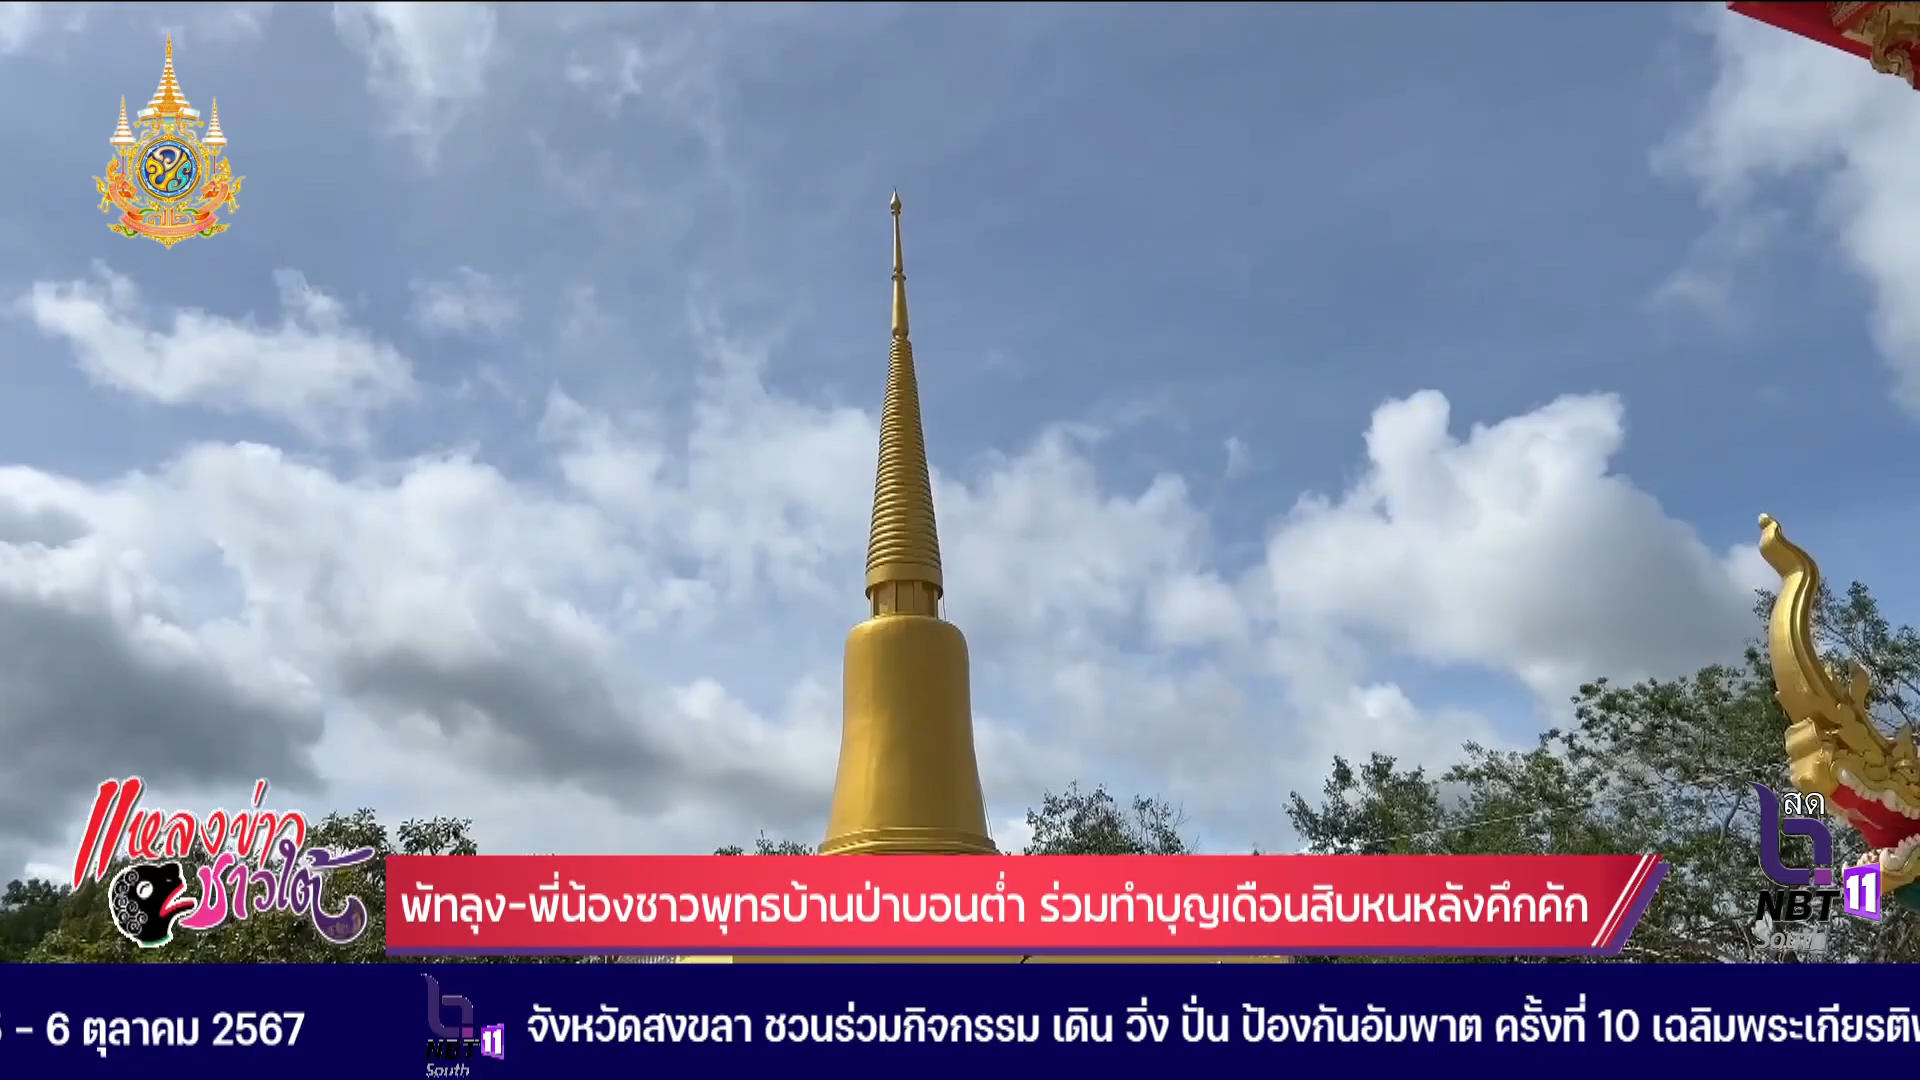 แหลงข่าว
ชาวใต้
พัทลุง-พี่น้องชาวพุทธบ้านป่าบอนต่ำ ร่วมทำบุญเดือนสิบหนหลังคึกคัก
สด
NBT 11
South
- 6 ตุลาคม 2567
NBT 11
South
จังหวัดสงขลา ชวนร่วมกิจกรรม เดิน วิ่ง ปั่น ป้องกันอัมพาต ครั้งที่ 10 เฉลิมพระเกียรติ